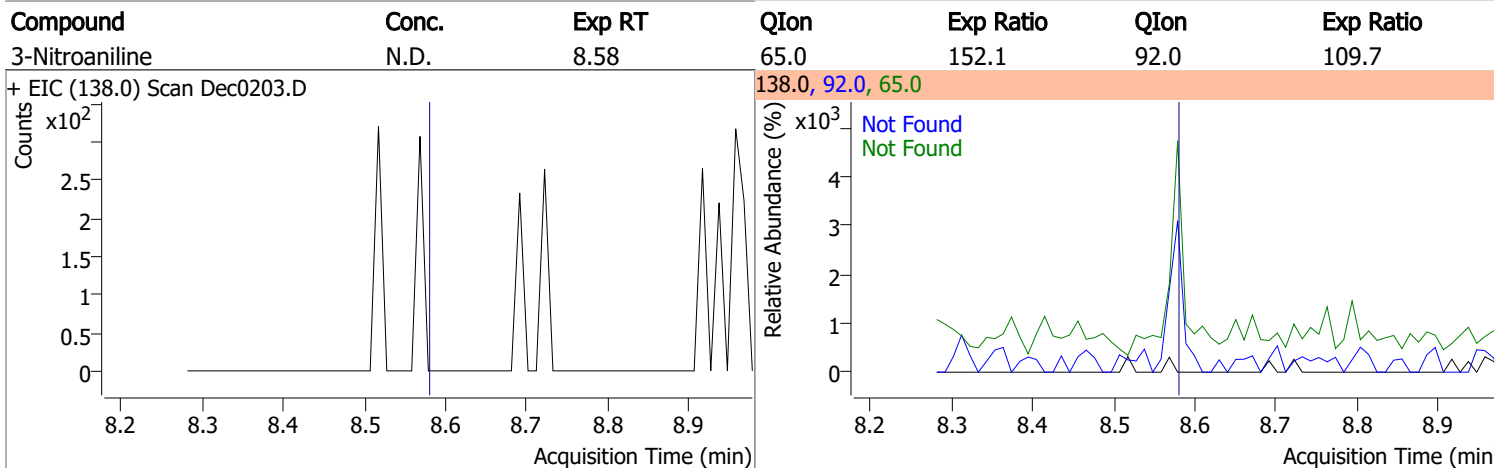 Compound Conc. Exp RT QIon Exp Ratio QIon Exp Ratio
3-Nitroaniline N.D. 8.58 65.0 152.1 92.0 109.7
+ EIC (138.0) Scan Dec0203.D
Counts
x10²
2.5
2
1.5
1
0.5
0
8.2 8.3 8.4 8.5 8.6 8.7 8.8 8.9
Acquisition Time (min)
138.0, 92.0, 65.0
Relative Abundance (%)
x10³
Not Found
Not Found
4
3
2
1
0
8.2 8.3 8.4 8.5 8.6 8.7 8.8 8.9
Acquisition Time (min